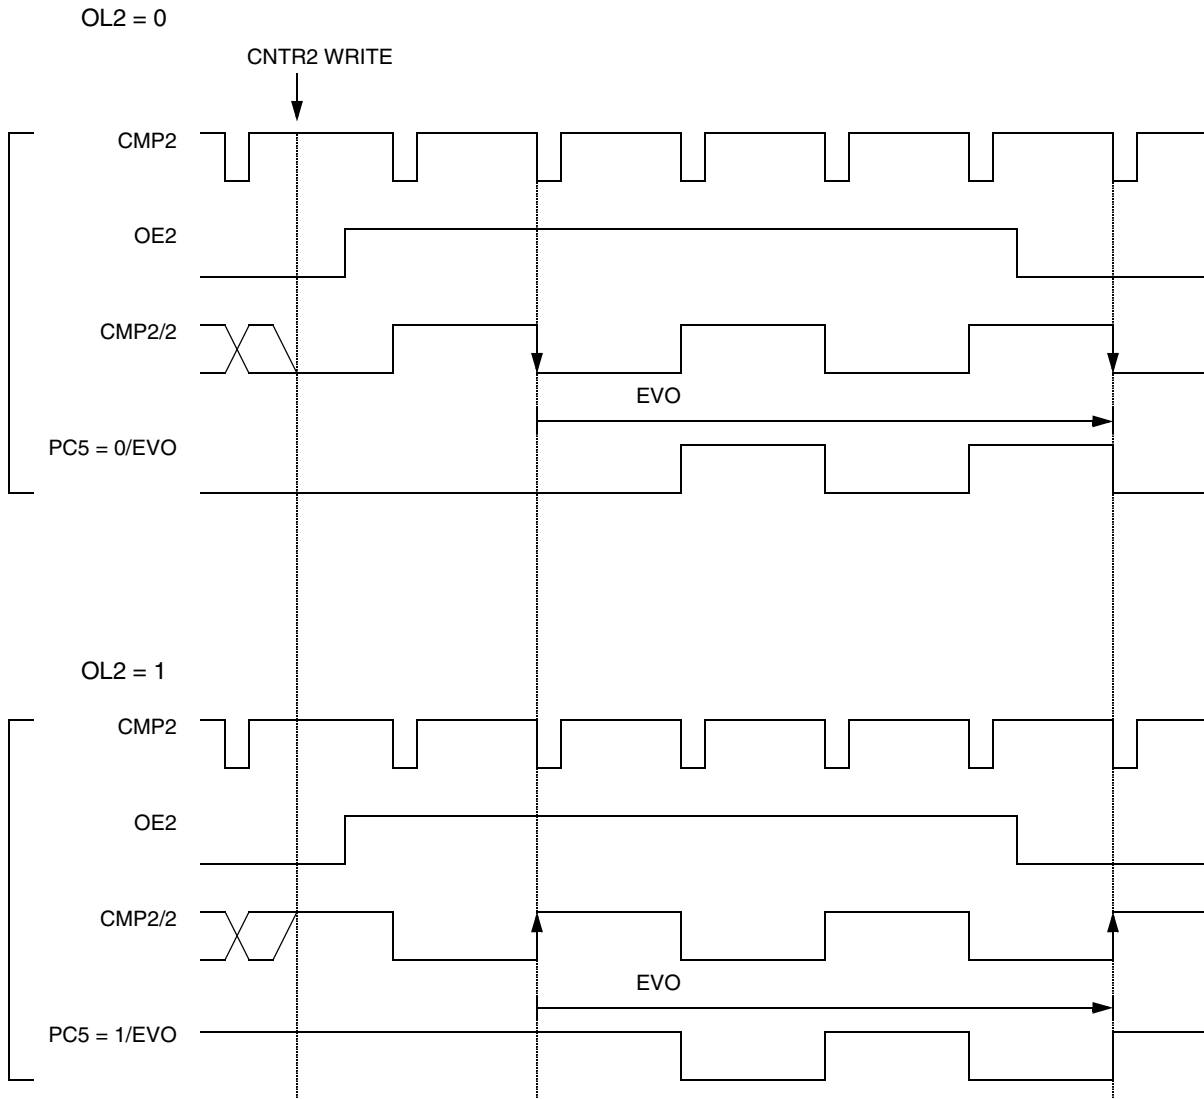 OL2 = 0
CNTR2 WRITE
CMP2
OE2
CMP2/2
EVO
PC5 = 0/EVO
OL2 = 1
CMP2
OE2
CMP2/2
EVO
PC5 = 1/EVO